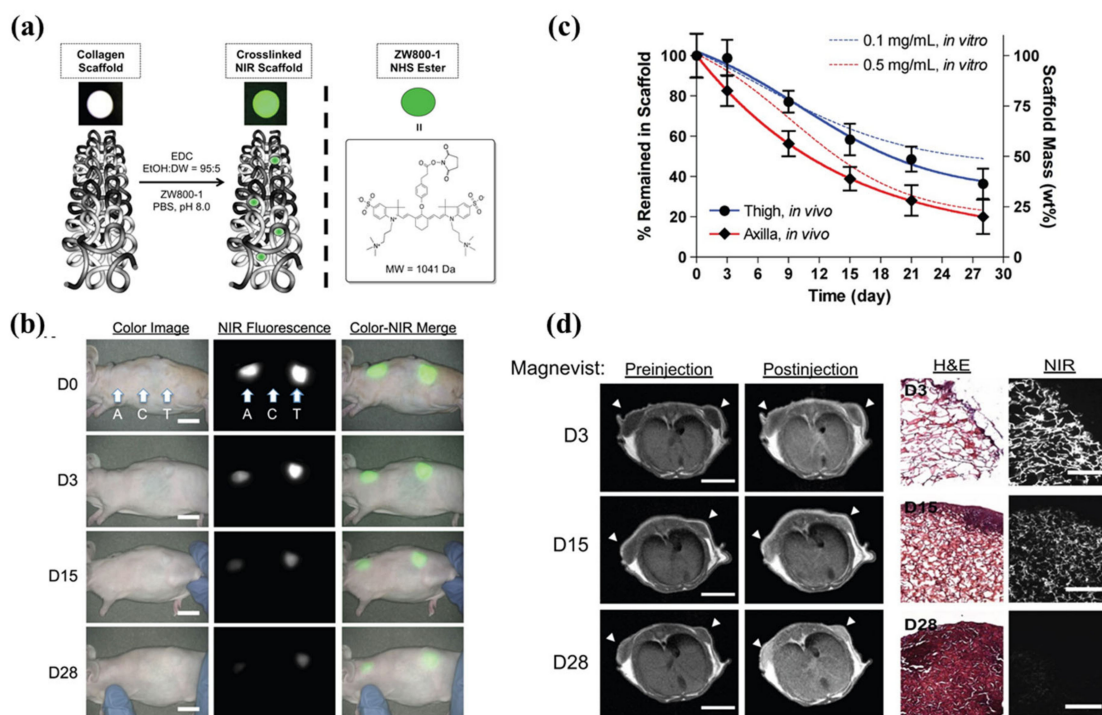 (a)
Collagen
Scaffold
Crosslinked
NIR Scaffold
ZW800-1
NHS Ester
EDC
EtOH:DW = 95:5
ZW800-1
PBS, pH 8.0
=
MW = 1041 Da
(b)
Color Image
NIR Fluorescence
Color-NIR Merge
D0
A C T
A C T
D3
D15
D28
(c)
% Remained in Scaffold
100
80
60
40
20
0
0 3 9 15 21 27 30
Time (day)
100
75
50
25
0
Scaffold Mass (wt%)
0.1 mg/mL, in vitro
0.5 mg/mL, in vitro
Thigh, in vivo
Axilla, in vivo
(d)
Magnevist:
Preinjection
Postinjection
H&E
NIR
D3
D15
D28
D3
D15
D28